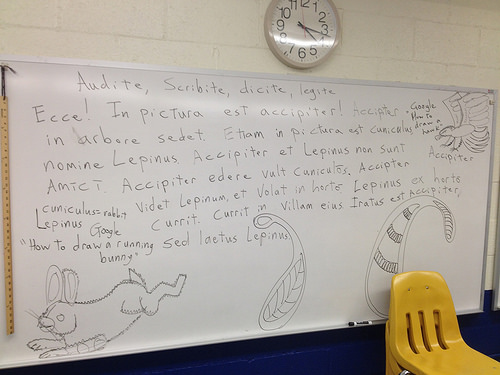 Audite, Scribite, dicite, legite
Ecce! In pictura est accipiter! Accipter
"Google
How to
draw a
hawk"
in arbore sedet. Etiam in pictura est cuniculus
nomine Lepinus. Accipiter et Lepinus non sunt
Accipiter
Amici. Accipiter edere vult cuniculos. Accipter
videt Lepinum, et volat in horto. Lepinus ex horto
cuniculus = rabbit
currit. Currit in villam eius. Iratus est Accipiter,
Lepinus Google
sed laetus Lepinus
"How to draw a running
bunny"
12
1
2
3
4
5
6
7
8
9
10
11